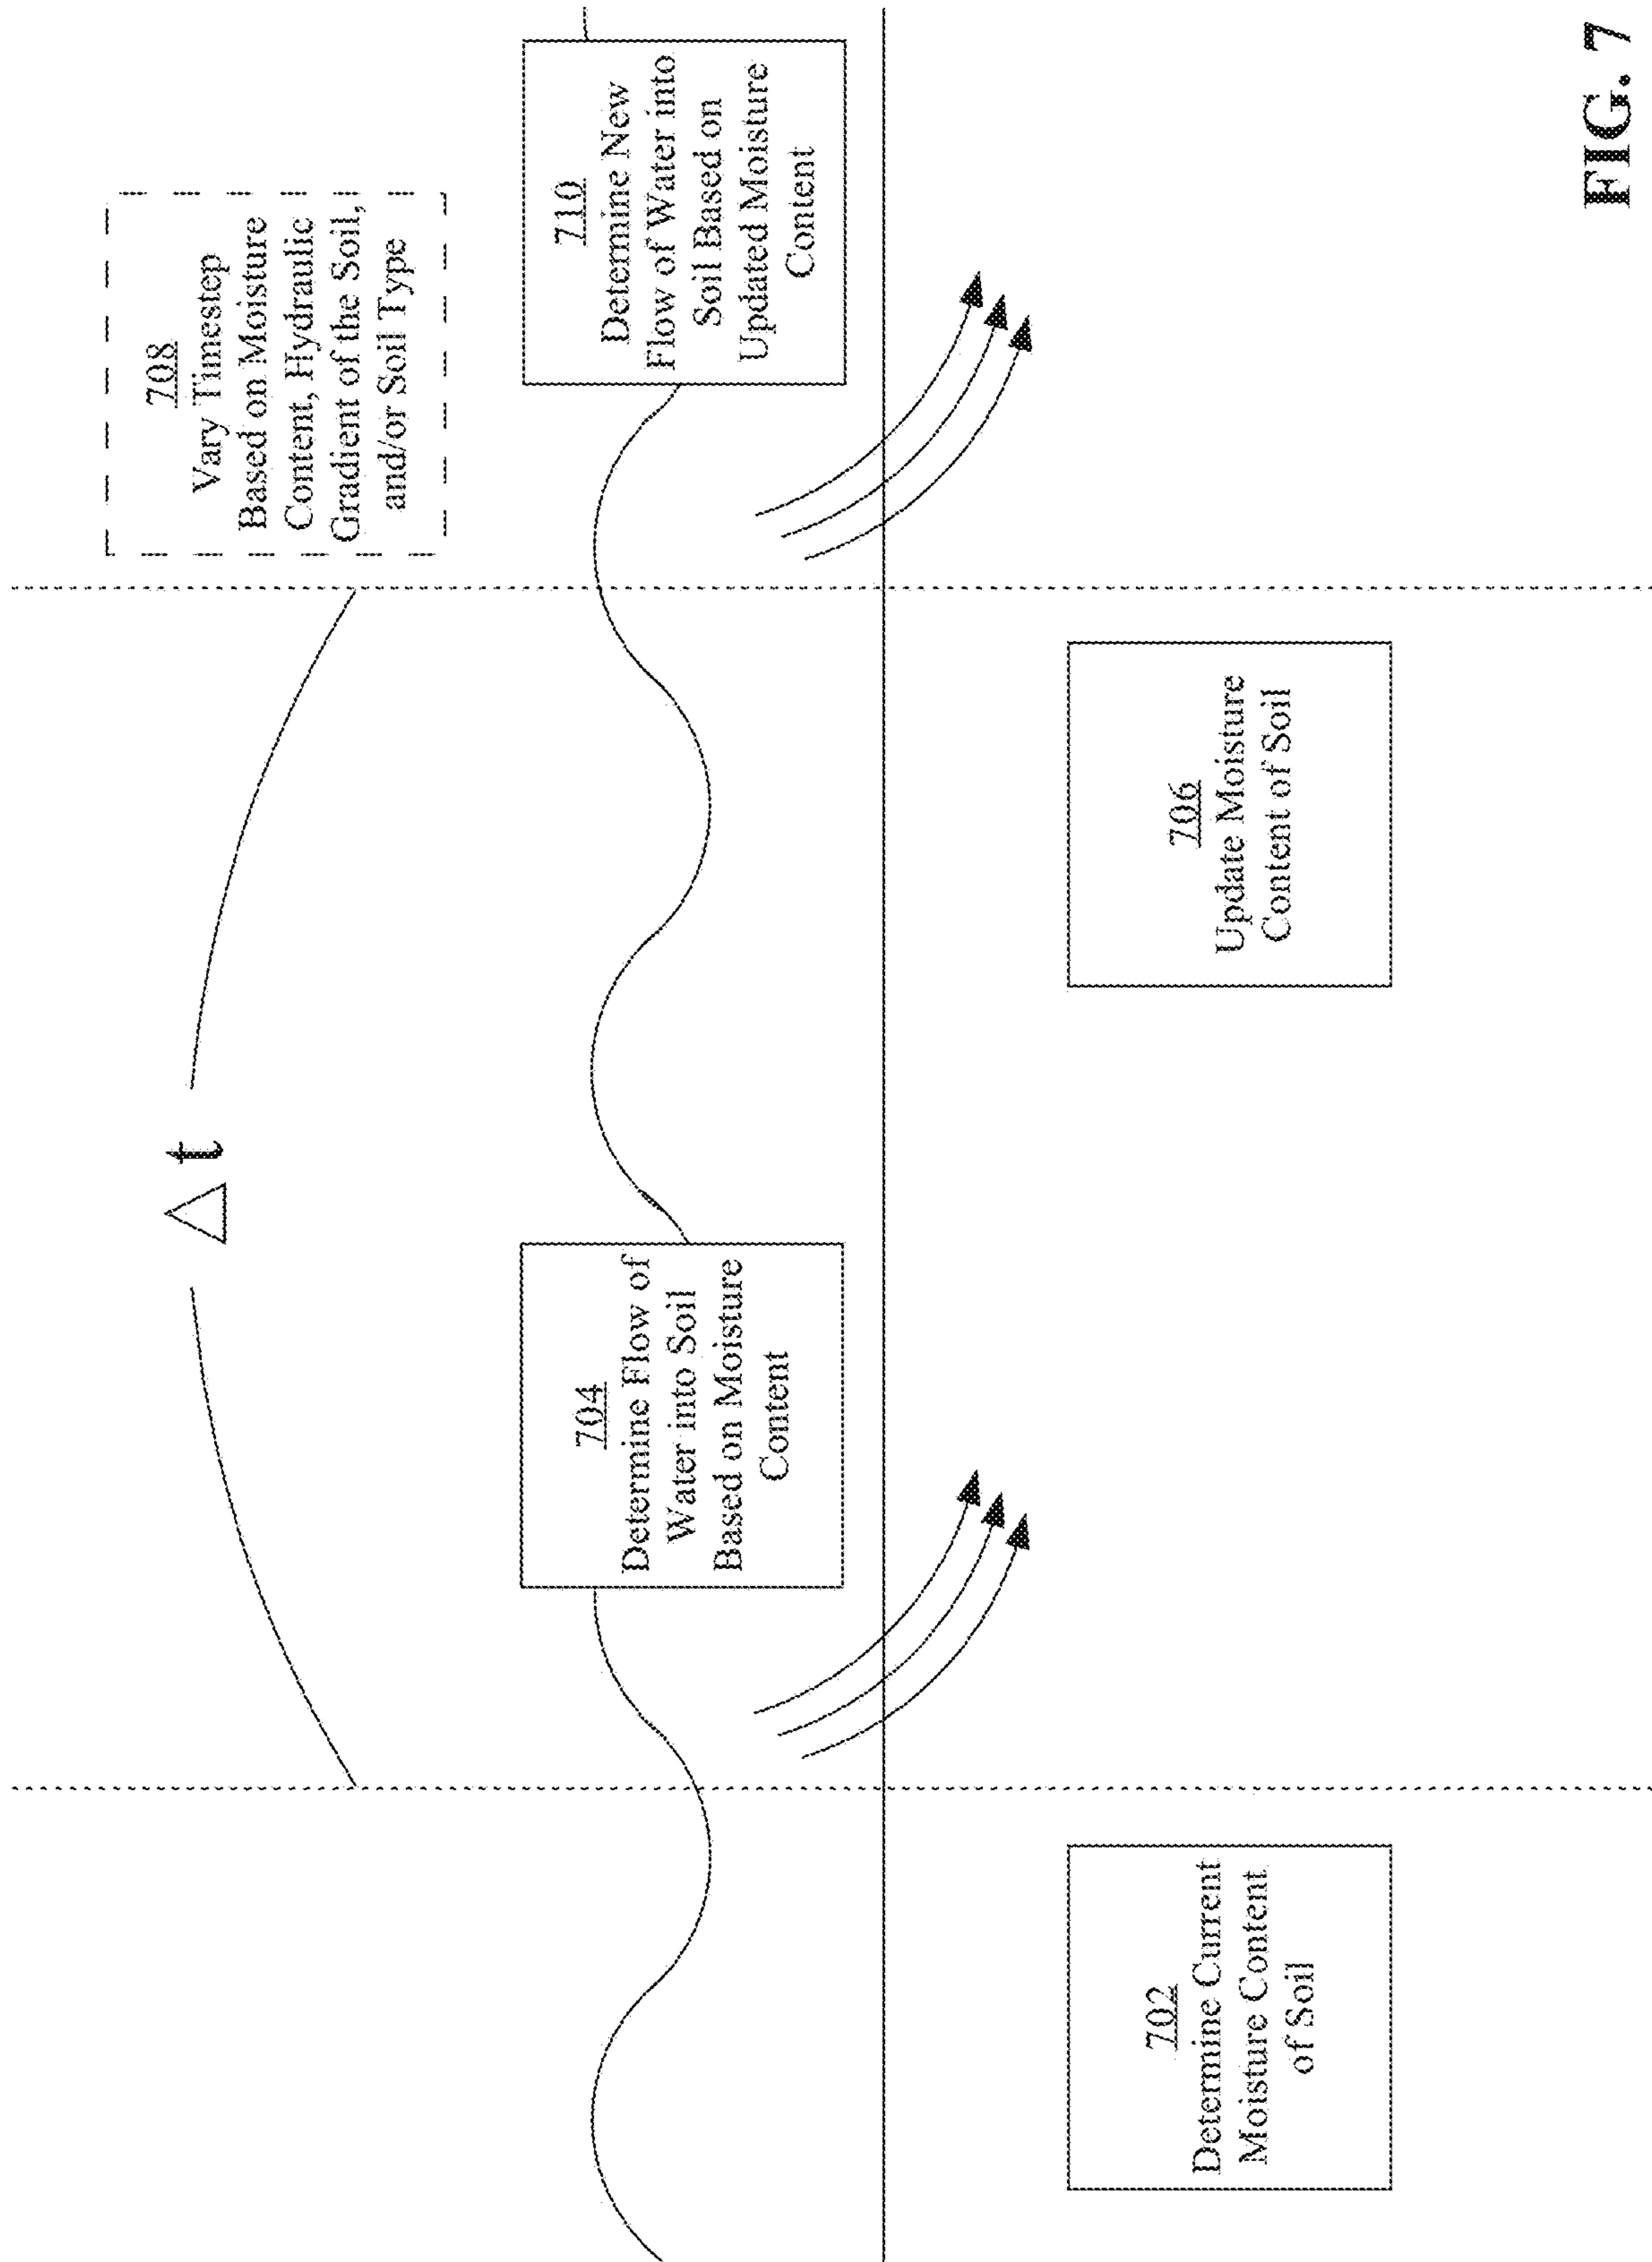 708
Vary Timestep
Based on Moisture
Content, Hydraulic
Gradient of the Soil,
and/or Soil Type
Δ t
704
Determine Flow of
Water into Soil
Based on Moisture
Content
710
Determine New
Flow of Water into
Soil Based on
Updated Moisture
Content
702
Determine Current
Moisture Content
of Soil
706
Update Moisture
Content of Soil
FIG. 7